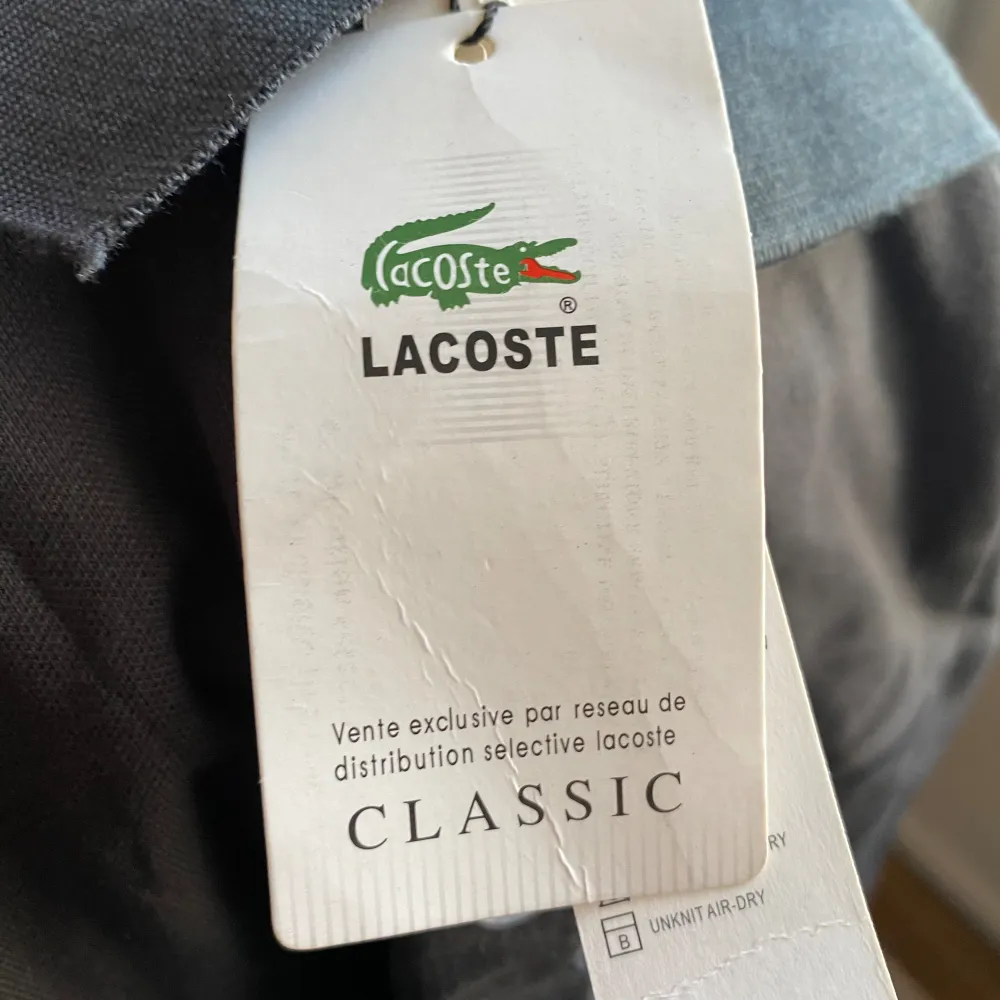 Lacoste
®
LACOSTE
Vente exclusive par reseau de
distribution selective lacoste
CLASSIC
RY
B UNKNIT AIR-DRY